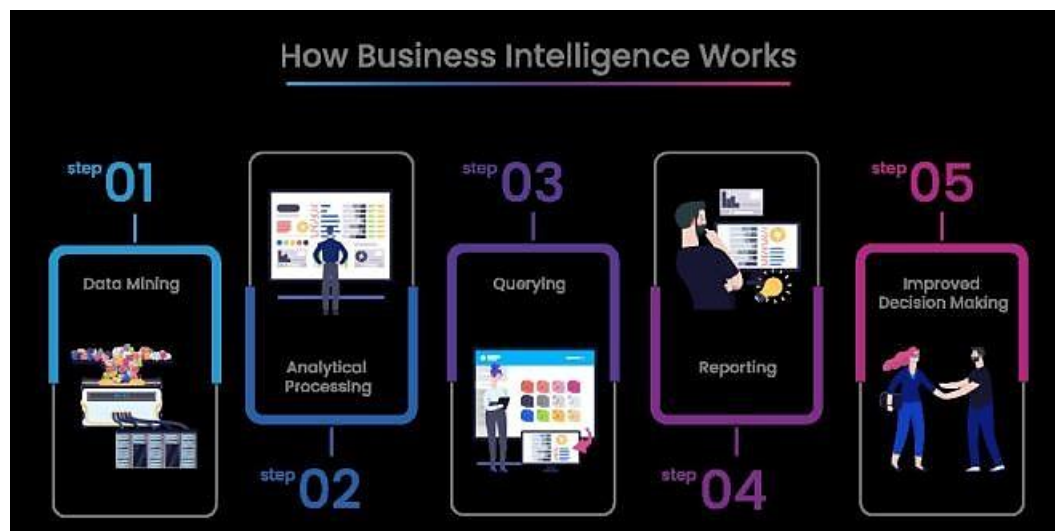 How Business Intelligence Works
step 01
Data Mining
Analytical
Processing
step 02
step 03
Querying
Reporting
step 04
step 05
Improved
Decision Making